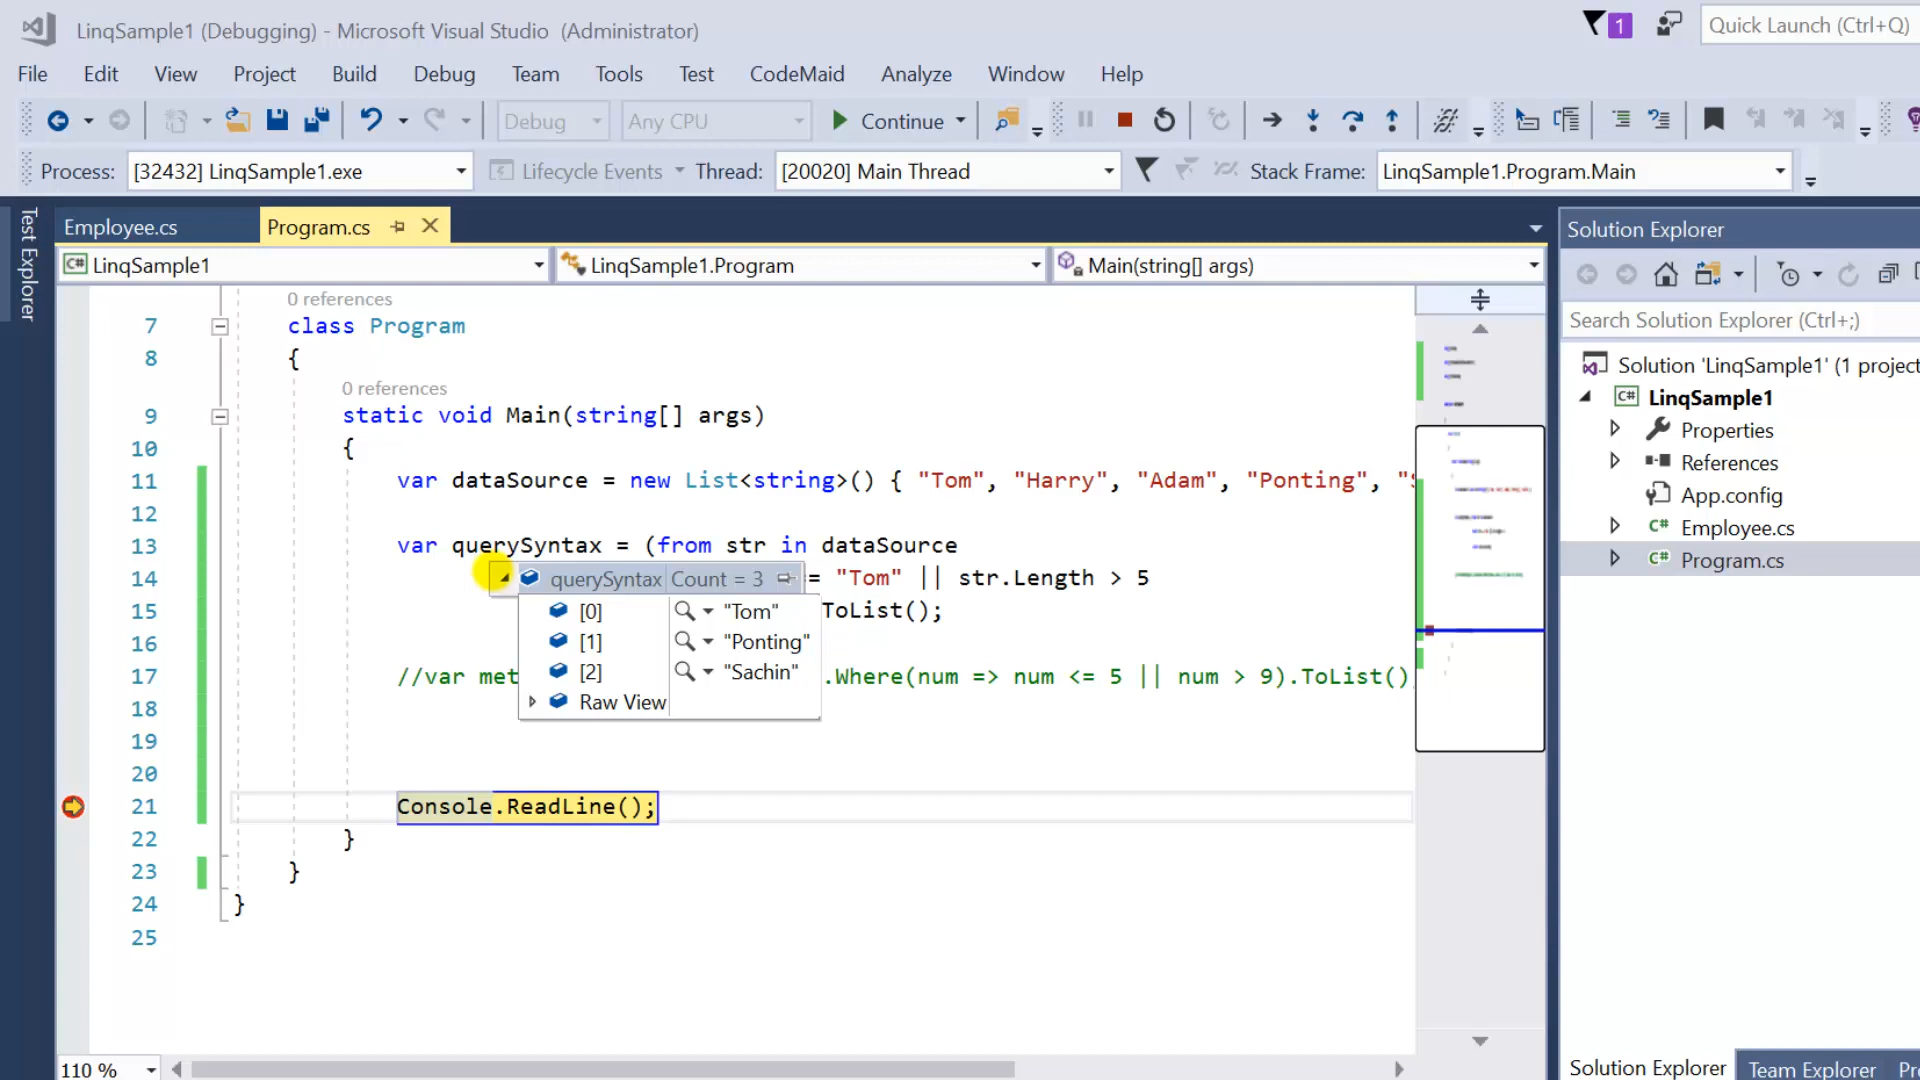 LinqSample1 (Debugging) - Microsoft Visual Studio (Administrator)
1
Quick Launch (Ctrl+Q)
File Edit View Project Build Debug Team Tools Test CodeMaid Analyze Window Help
Debug Any CPU Continue
Process: [32432] LinqSample1.exe Lifecycle Events Thread: [20020] Main Thread Stack Frame: LinqSample1.Program.Main
Test Explorer
Employee.cs Program.cs
C# LinqSample1 LinqSample1.Program Main(string[] args)
0 references
7 class Program
8 {
0 references
9 static void Main(string[] args)
10 {
11 var dataSource = new List<string>() { "Tom", "Harry", "Adam", "Ponting", "S
12
13 var querySyntax = (from str in dataSource
14 querySyntax Count = 3 = "Tom" || str.Length > 5
15 [0] "Tom" ToList();
16 [1] "Ponting"
17 //var met [2] "Sachin" .Where(num => num <= 5 || num > 9).ToList()
18 Raw View
19
20
21 Console.ReadLine();
22 }
23 }
24 }
25
110 %
Solution Explorer
Search Solution Explorer (Ctrl+;)
Solution 'LinqSample1' (1 project
C# LinqSample1
Properties
References
App.config
C# Employee.cs
C# Program.cs
Solution Explorer Team Explorer Pr